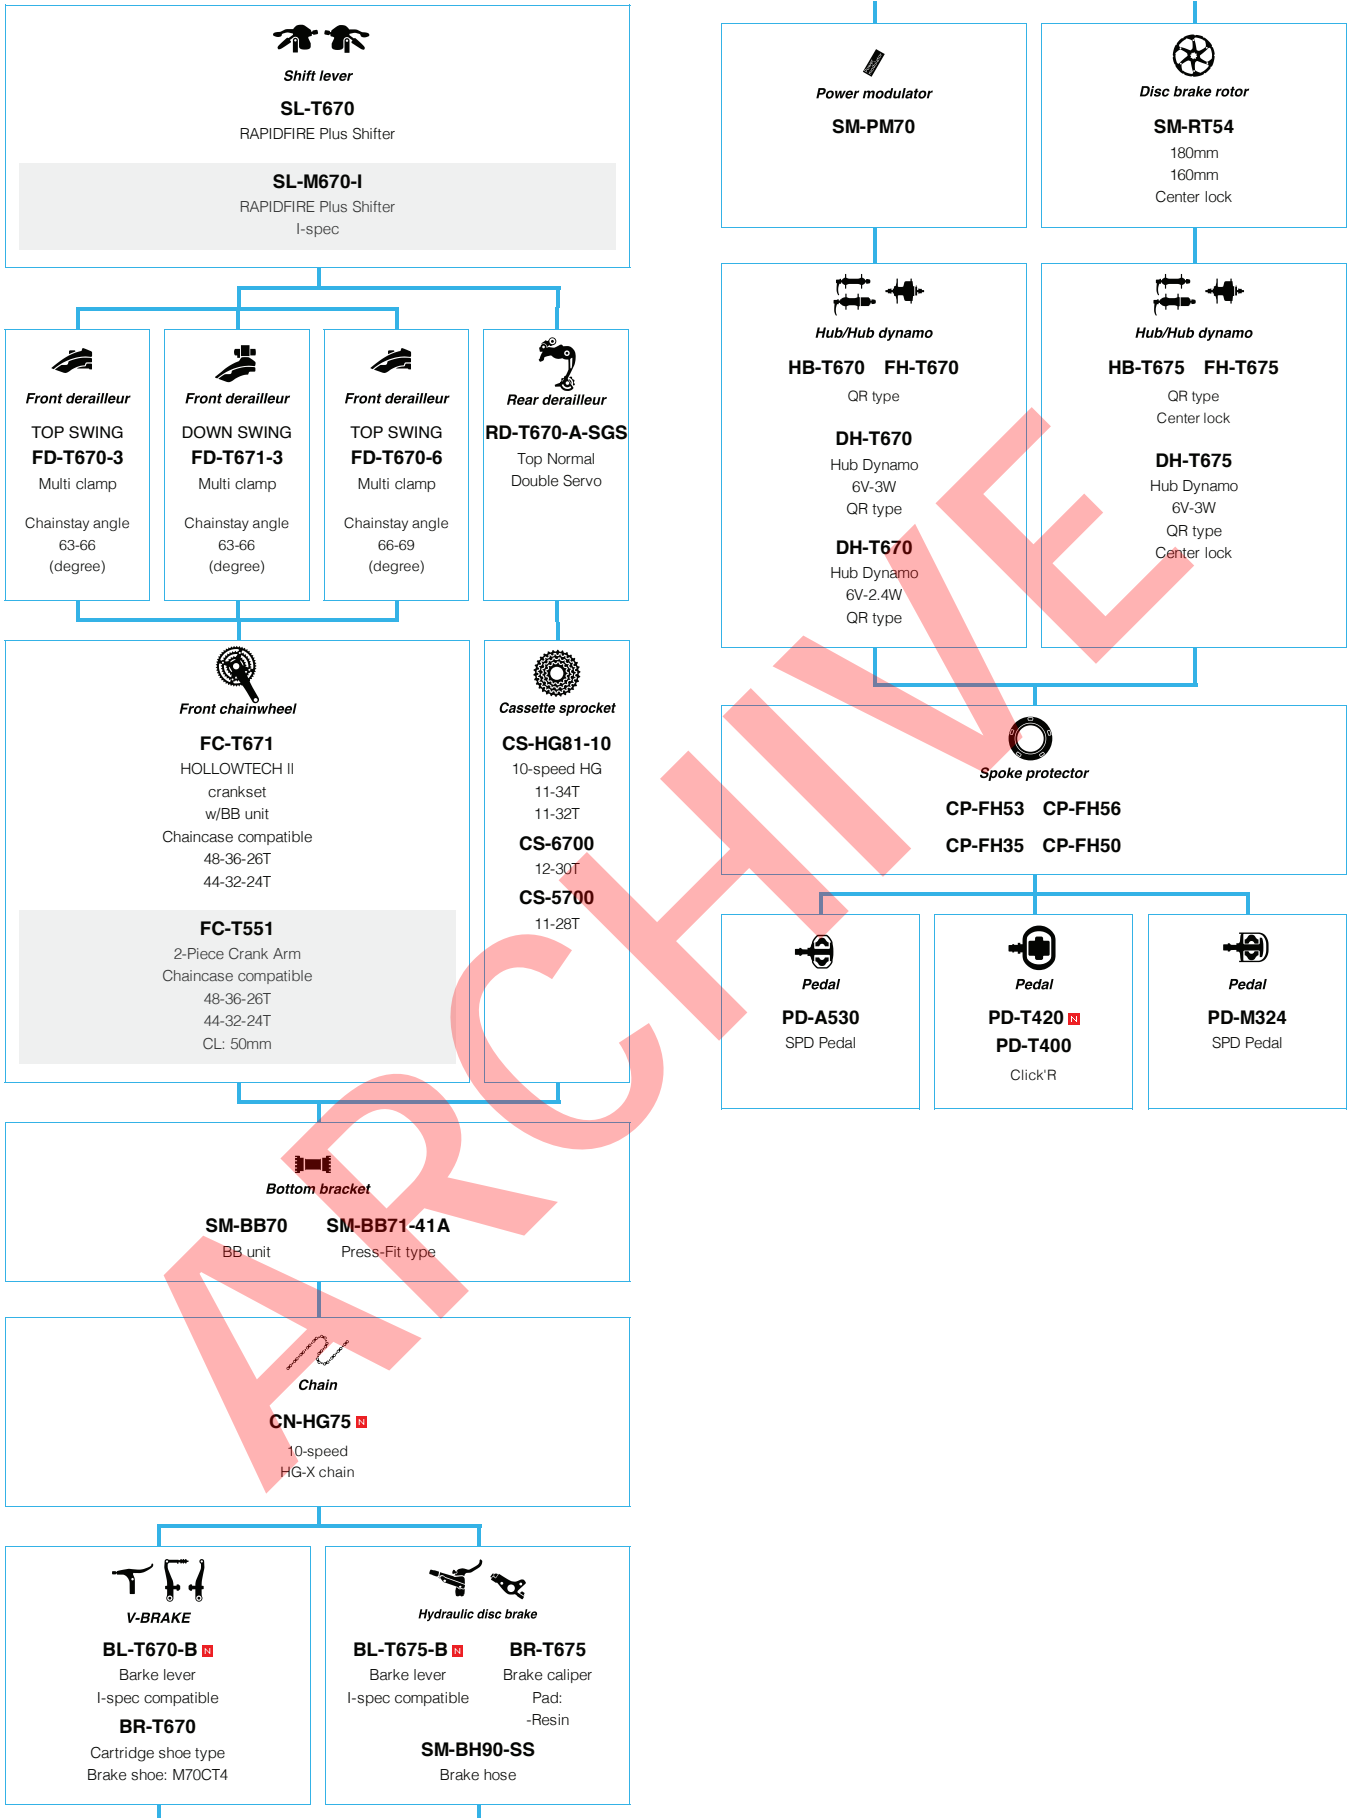 Shift lever
SL-T670
RAPIDFIRE Plus Shifter
SL-M670-I
RAPIDFIRE Plus Shifter
I-spec
Front derailleur
TOP SWING
FD-T670-3
Multi clamp
Chainstay angle
63-66
(degree)
Front derailleur
DOWN SWING
FD-T671-3
Multi clamp
Chainstay angle
63-66
(degree)
Front derailleur
TOP SWING
FD-T670-6
Multi clamp
Chainstay angle
66-69
(degree)
Rear derailleur
RD-T670-A-SGS
Top Normal
Double Servo
Front chainwheel
FC-T671
HOLLOWTECH II
crankset
w/BB unit
Chaincase compatible
48-36-26T
44-32-24T
FC-T551
2-Piece Crank Arm
Chaincase compatible
48-36-26T
44-32-24T
CL: 50mm
Cassette sprocket
CS-HG81-10
10-speed HG
11-34T
11-32T
CS-6700
12-30T
CS-5700
11-28T
Bottom bracket
SM-BB70
BB unit
SM-BB71-41A
Press-Fit type
Chain
CN-HG75 N
10-speed
HG-X chain
V-BRAKE
BL-T670-B N
Barke lever
I-spec compatible
BR-T670
Cartridge shoe type
Brake shoe: M70CT4
Hydraulic disc brake
BL-T675-B N
Barke lever
I-spec compatible
BR-T675
Brake caliper
Pad:
-Resin
SM-BH90-SS
Brake hose
Power modulator
SM-PM70
Disc brake rotor
SM-RT54
180mm
160mm
Center lock
Hub/Hub dynamo
HB-T670 FH-T670
QR type
DH-T670
Hub Dynamo
6V-3W
QR type
DH-T670
Hub Dynamo
6V-2.4W
QR type
Hub/Hub dynamo
HB-T675 FH-T675
QR type
Center lock
DH-T675
Hub Dynamo
6V-3W
QR type
Center lock
Spoke protector
CP-FH53 CP-FH56
CP-FH35 CP-FH50
Pedal
PD-A530
SPD Pedal
Pedal
PD-T420 N
PD-T400
Click'R
Pedal
PD-M324
SPD Pedal
ARCHIVE